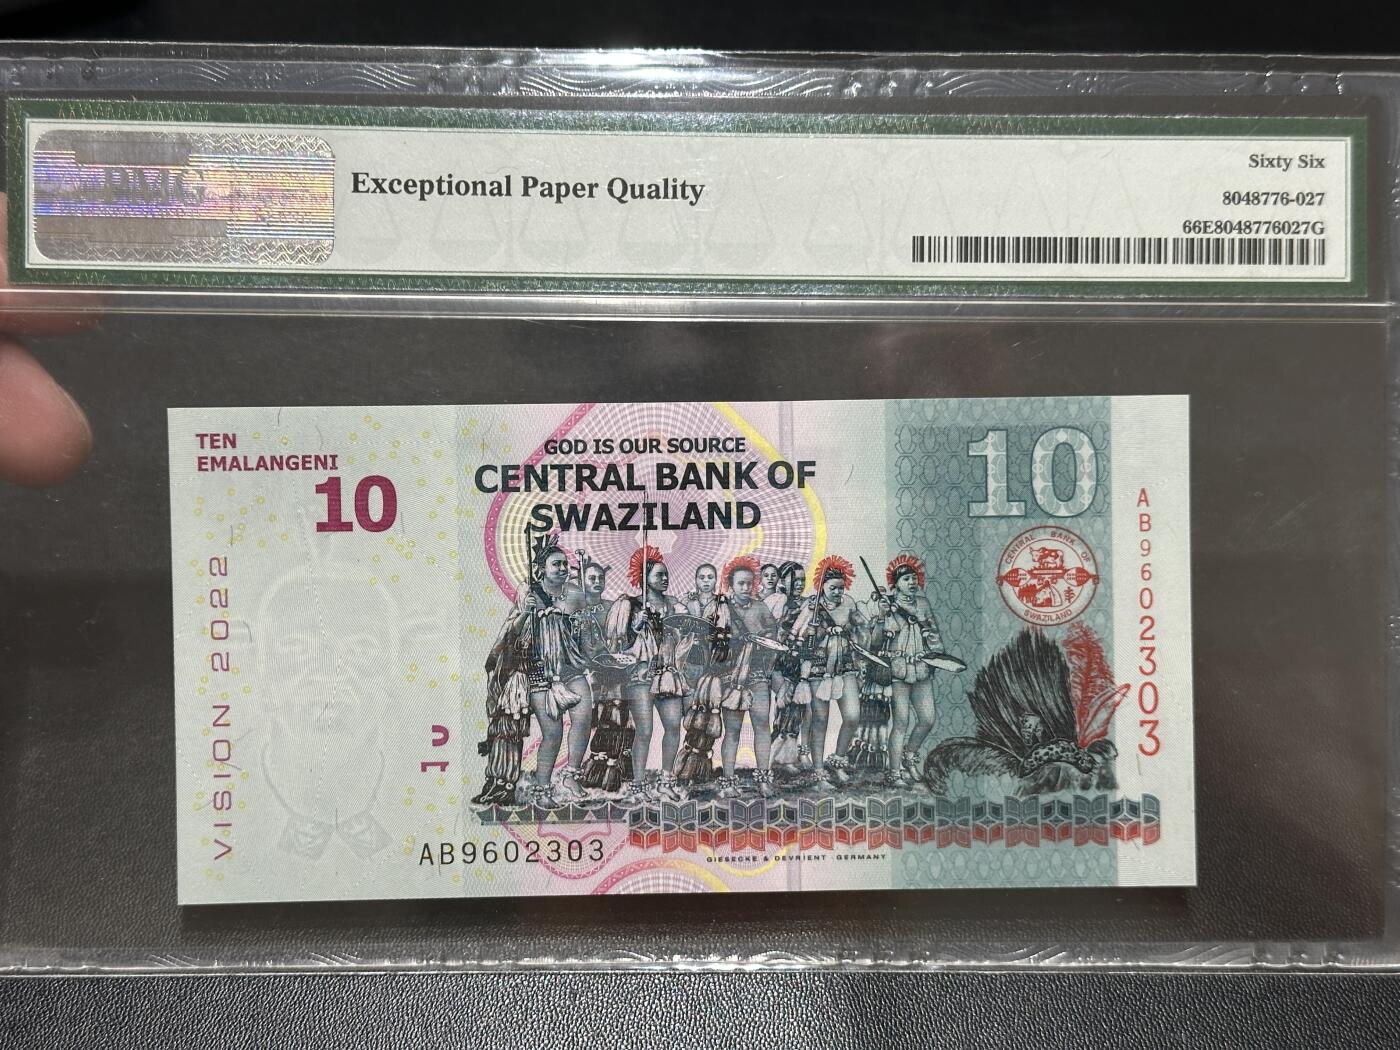 PMG
Exceptional Paper Quality
Sixty Six
8048776-027
66E8048776027G
TEN
EMALANGENI
10
VISION 2022
GOD IS OUR SOURCE
CENTRAL BANK OF
SWAZILAND
10
CENTRAL BANK OF
SWAZILAND
AB9602303
AB9602303
GIESECKE & DEVRIENT · GERMANY